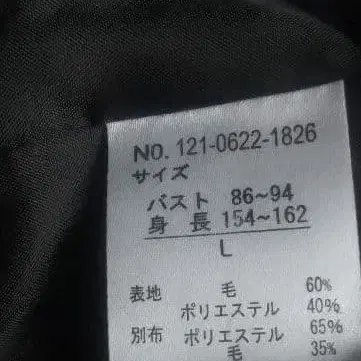 NO. 121-0622-1826
サイズ
バスト 86~94
身長 154~162
L
表地 毛 60%
ポリエステル 40%
別布 ポリエステル 65%
毛 35%